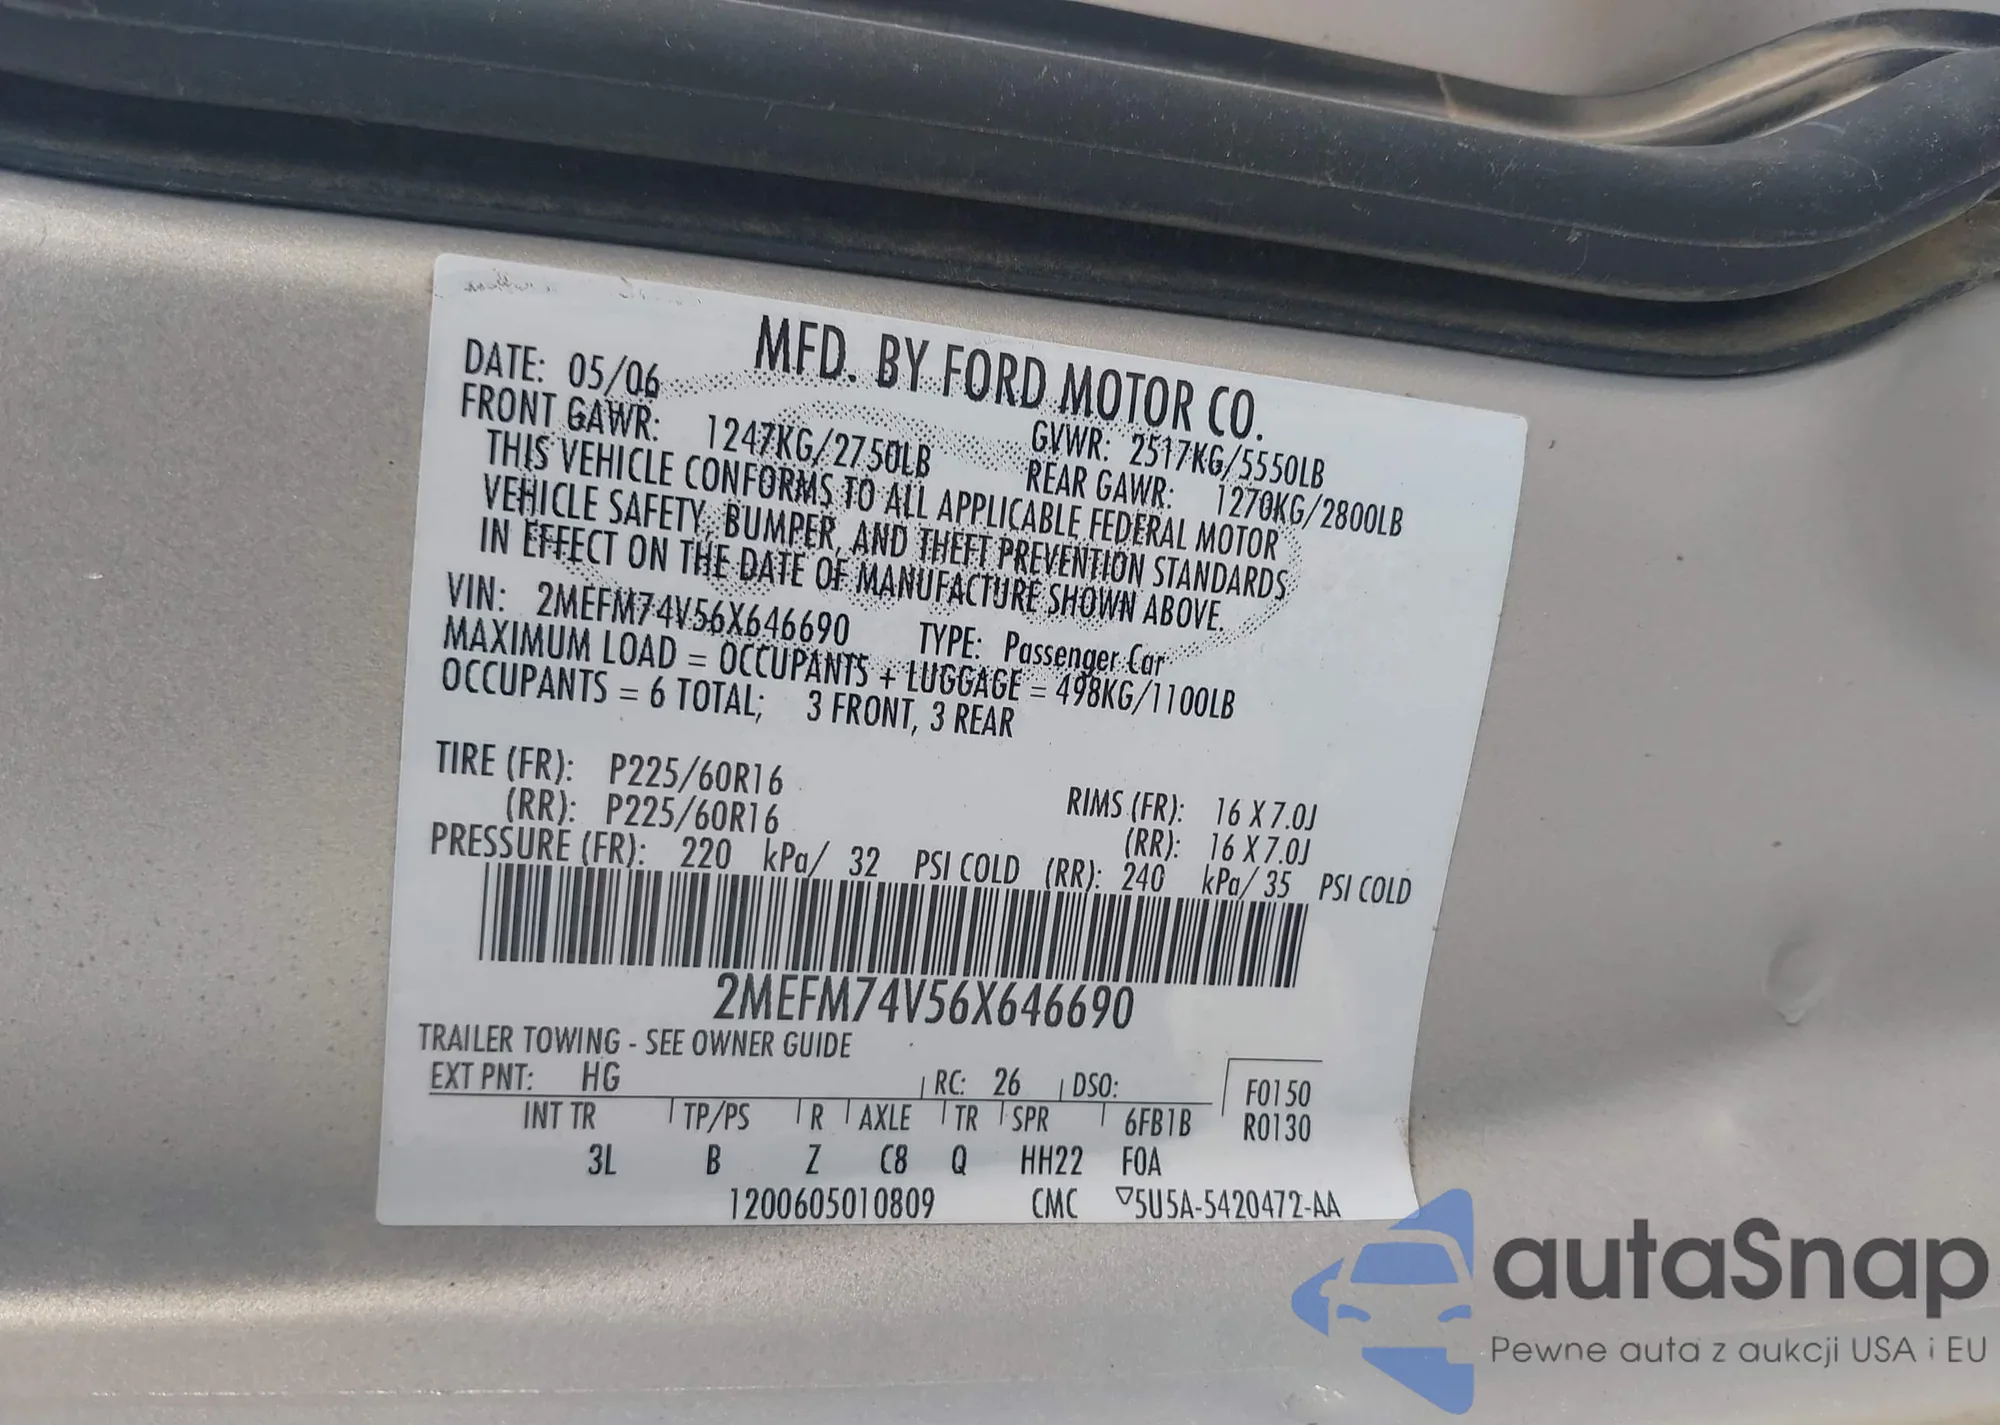 MFD. BY FORD MOTOR CO.
DATE: 05/06 GVWR: 2517KG/5550LB
FRONT GAWR: 1247KG/2750LB REAR GAWR: 1270KG/2800LB
THIS VEHICLE CONFORMS TO ALL APPLICABLE FEDERAL MOTOR
VEHICLE SAFETY, BUMPER, AND THEFT PREVENTION STANDARDS
IN EFFECT ON THE DATE OF MANUFACTURE SHOWN ABOVE.
VIN: 2MEFM74V56X646690 TYPE: Passenger Car
MAXIMUM LOAD = OCCUPANTS + LUGGAGE = 498KG/1100LB
OCCUPANTS = 6 TOTAL; 3 FRONT, 3 REAR
TIRE (FR): P225/60R16 RIMS (FR): 16 X 7.0J
(RR): P225/60R16 (RR): 16 X 7.0J
PRESSURE (FR): 220 kPa/ 32 PSI COLD (RR): 240 kPa/ 35 PSI COLD
2MEFM74V56X646690
TRAILER TOWING - SEE OWNER GUIDE
EXT PNT: HG RC: 26 DSO: F0150
INT TR TP/PS R AXLE TR SPR 6FB1B R0130
3L B Z C8 Q HH22 F0A
1200605010809 CMC ▽5U5A-5420472-AA
autaSnap
Pewne auta z aukcji USA i EU